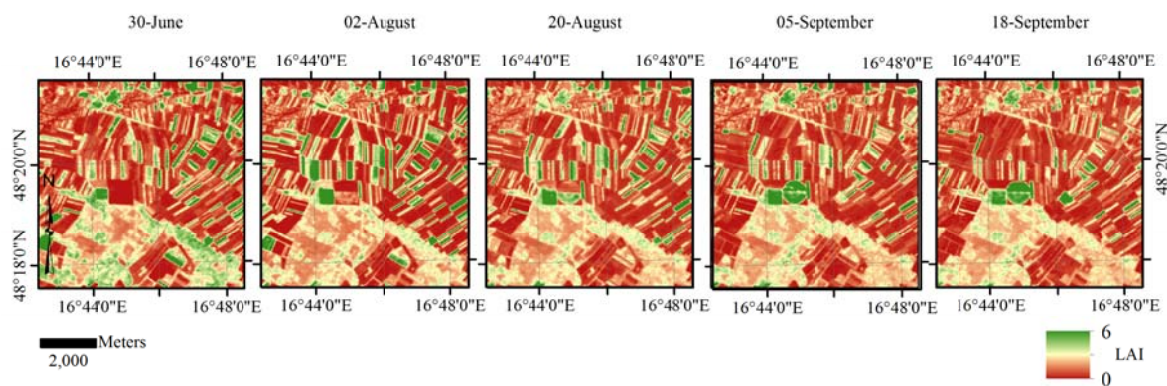 30-June 02-August 20-August 05-September 18-September
16°44'0"E 16°48'0"E 16°44'0"E 16°48'0"E 16°44'0"E 16°48'0"E 16°44'0"E 16°48'0"E 16°44'0"E 16°48'0"E
48°20'0"N
48°20'0"N
N
48°18'0"N
16°44'0"E 16°48'0"E 16°44'0"E 16°48'0"E 16°44'0"E 16°48'0"E 16°44'0"E 16°48'0"E 16°44'0"E 16°48'0"E
Meters
2,000
6
LAI
0